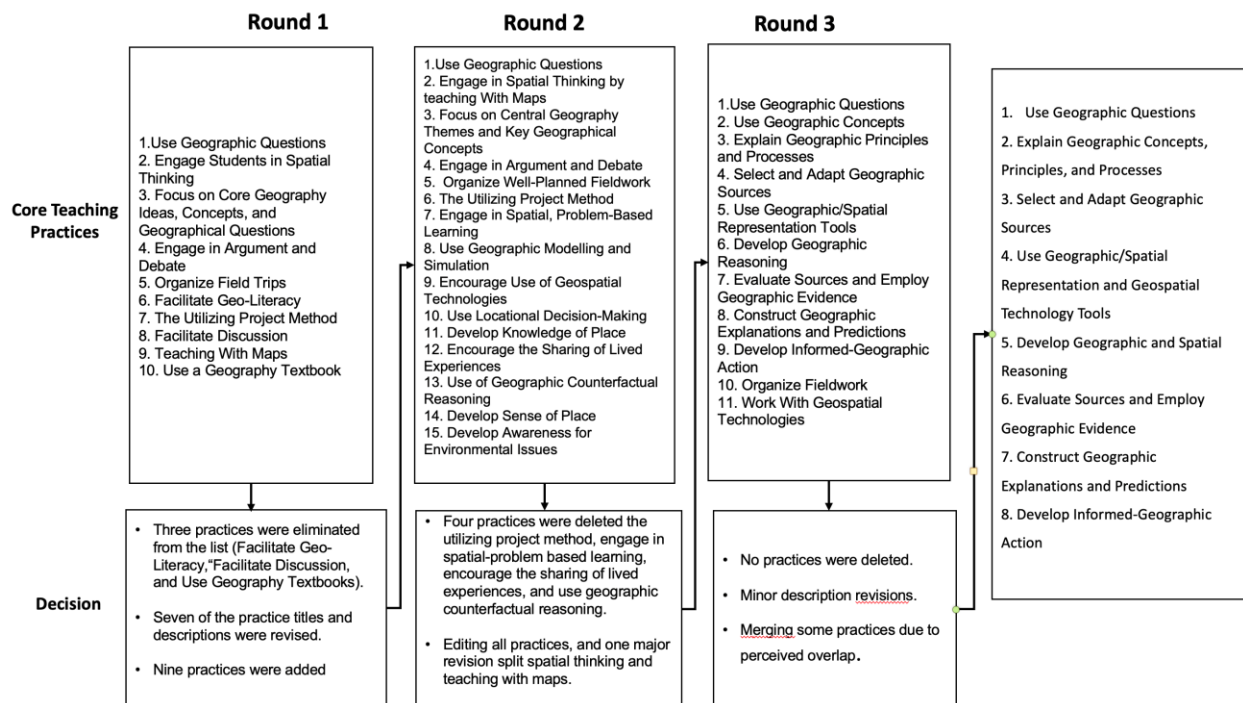 Round 1
Round 2
Round 3
Core Teaching
Practices
1.Use Geographic Questions
2. Engage Students in Spatial
Thinking
3. Focus on Core Geography
Ideas, Concepts, and
Geographical Questions
4. Engage in Argument and
Debate
5. Organize Field Trips
6. Facilitate Geo-Literacy
7. The Utilizing Project Method
8. Facilitate Discussion
9. Teaching With Maps
10. Use a Geography Textbook
1.Use Geographic Questions
2. Engage in Spatial Thinking by
teaching With Maps
3. Focus on Central Geography
Themes and Key Geographical
Concepts
4. Engage in Argument and Debate
5. Organize Well-Planned Fieldwork
6. The Utilizing Project Method
7. Engage in Spatial, Problem-Based
Learning
8. Use Geographic Modelling and
Simulation
9. Encourage Use of Geospatial
Technologies
10. Use Locational Decision-Making
11. Develop Knowledge of Place
12. Encourage the Sharing of Lived
Experiences
13. Use of Geographic Counterfactual
Reasoning
14. Develop Sense of Place
15. Develop Awareness for
Environmental Issues
1.Use Geographic Questions
2. Use Geographic Concepts
3. Explain Geographic Principles
and Processes
4. Select and Adapt Geographic
Sources
5. Use Geographic/Spatial
Representation Tools
6. Develop Geographic
Reasoning
7. Evaluate Sources and Employ
Geographic Evidence
8. Construct Geographic
Explanations and Predictions
9. Develop Informed-Geographic
Action
10. Organize Fieldwork
11. Work With Geospatial
Technologies
1. Use Geographic Questions
2. Explain Geographic Concepts,
Principles, and Processes
3. Select and Adapt Geographic
Sources
4. Use Geographic/Spatial
Representation and Geospatial
Technology Tools
5. Develop Geographic and Spatial
Reasoning
6. Evaluate Sources and Employ
Geographic Evidence
7. Construct Geographic
Explanations and Predictions
8. Develop Informed-Geographic
Action
Decision
• Three practices were eliminated
from the list (Facilitate Geo-
Literacy,“Facilitate Discussion,
and Use Geography Textbooks).
• Seven of the practice titles and
descriptions were revised.
• Nine practices were added
• Four practices were deleted the
utilizing project method, engage in
spatial-problem based learning,
encourage the sharing of lived
experiences, and use geographic
counterfactual reasoning.
• Editing all practices, and one major
revision split spatial thinking and
teaching with maps.
• No practices were deleted.
• Minor description revisions.
• Merging some practices due to
perceived overlap.